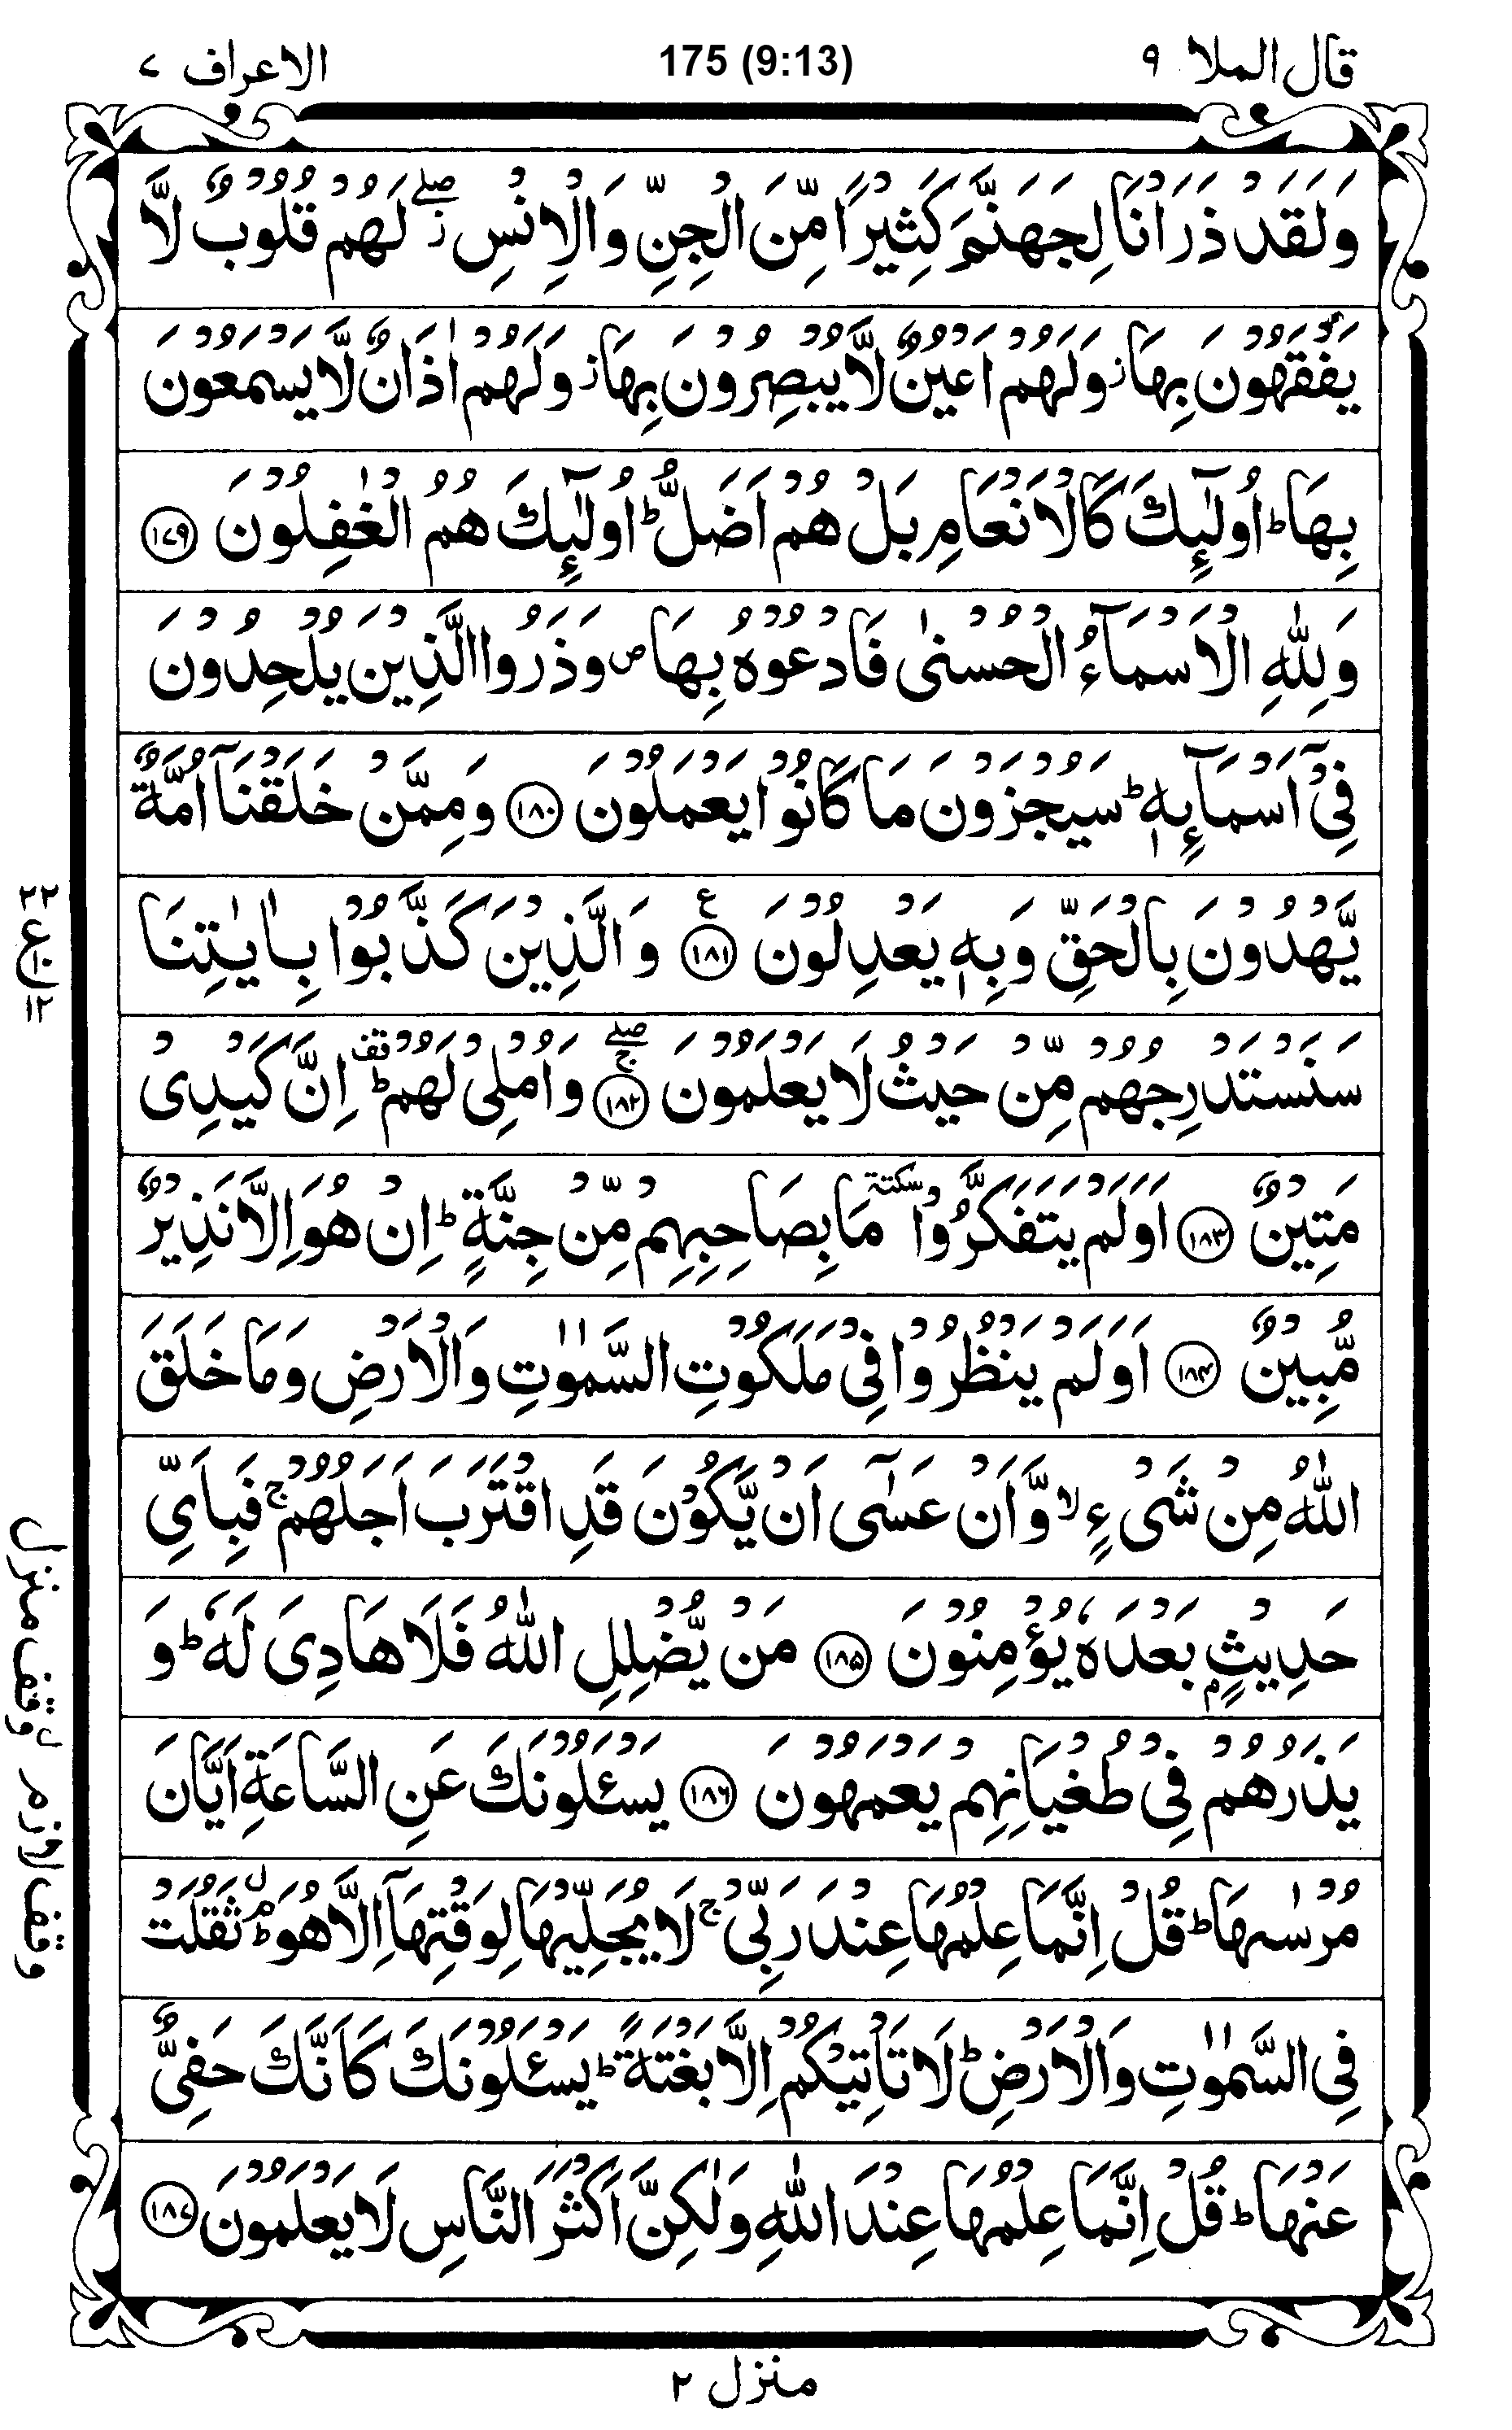 قال الملا ٩
175 (9:13)
الاعراف ٧
وَلَقَدْ ذَرَاْنَا لِجَهَنَّمَ كَثِيْرًا مِّنَ الْجِنِّ وَالْاِنْسِ ۖ ز لَهُمْ قُلُوْبٌ لَّا
يَفْقَهُوْنَ بِهَا ز وَلَهُمْ اَعْيُنٌ لَّا يُبْصِرُوْنَ بِهَا ز وَلَهُمْ اٰذَانٌ لَّا يَسْمَعُوْنَ
بِهَا ؕ اُولٰٓئِكَ كَالْاَنْعَامِ بَلْ هُمْ اَضَلُّ ؕ اُولٰٓئِكَ هُمُ الْغٰفِلُوْنَ ١٧٩
وَلِلّٰهِ الْاَسْمَآءُ الْحُسْنٰى فَادْعُوْهُ بِهَا ص وَذَرُوا الَّذِيْنَ يُلْحِدُوْنَ
فِيْٓ اَسْمَآئِهٖ ؕ سَيُجْزَوْنَ مَا كَانُوْا يَعْمَلُوْنَ ١٨٠ وَمِمَّنْ خَلَقْنَآ اُمَّةٌ
يَّهْدُوْنَ بِالْحَقِّ وَبِهٖ يَعْدِلُوْنَ ١٨١ ع وَالَّذِيْنَ كَذَّبُوْا بِاٰيٰتِنَا
سَنَسْتَدْرِجُهُمْ مِّنْ حَيْثُ لَا يَعْلَمُوْنَ ١٨٢ ۖ ج وَاُمْلِيْ لَهُمْ ؕ قف اِنَّ كَيْدِيْ
مَتِيْنٌ ١٨٣ اَوَلَمْ يَتَفَكَّرُوْا سكتة مَا بِصَاحِبِهِمْ مِّنْ جِنَّةٍ ؕ اِنْ هُوَ اِلَّا نَذِيْرٌ
مُّبِيْنٌ ١٨٤ اَوَلَمْ يَنْظُرُوْا فِيْ مَلَكُوْتِ السَّمٰوٰتِ وَالْاَرْضِ وَمَا خَلَقَ
اللّٰهُ مِنْ شَيْءٍ لا وَّاَنْ عَسٰٓى اَنْ يَّكُوْنَ قَدِ اقْتَرَبَ اَجَلُهُمْ ج فَبِاَيِّ
حَدِيْثٍۢ بَعْدَهٗ يُؤْمِنُوْنَ ١٨٥ مَنْ يُّضْلِلِ اللّٰهُ فَلَا هَادِيَ لَهٗ ؕ وَ
يَذَرُهُمْ فِيْ طُغْيَانِهِمْ يَعْمَهُوْنَ ١٨٦ يَسْـَٔلُوْنَكَ عَنِ السَّاعَةِ اَيَّانَ
مُرْسٰىهَا ؕ قُلْ اِنَّمَا عِلْمُهَا عِنْدَ رَبِّيْ ج لَا يُجَلِّيْهَا لِوَقْتِهَآ اِلَّا هُوَ ؕ م ل ثَقُلَتْ
فِي السَّمٰوٰتِ وَالْاَرْضِ ؕ لَا تَاْتِيْكُمْ اِلَّا بَغْتَةً ؕ يَسْـَٔلُوْنَكَ كَاَنَّكَ حَفِيٌّ
عَنْهَا ؕ قُلْ اِنَّمَا عِلْمُهَا عِنْدَ اللّٰهِ وَلٰكِنَّ اَكْثَرَ النَّاسِ لَا يَعْلَمُوْنَ ١٨٧
٢٢
ع
١٢
وقف لازم وقف منزل
منزل ٢